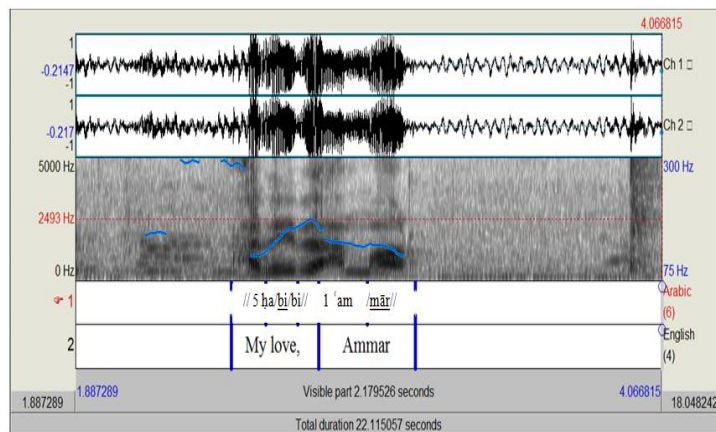 4.066815
1
-0.2147
-1
Ch 1
1
-0.217
-1
Ch 2
5000 Hz
300 Hz
2493 Hz
0 Hz
75 Hz
1
// 5 ḥa/bi/bi// 1 ʿam /mār//
Arabic
(6)
2
My love, Ammar
English
(4)
1.887289
1.887289
Visible part 2.179526 seconds
4.066815
18.048242
Total duration 22.115057 seconds